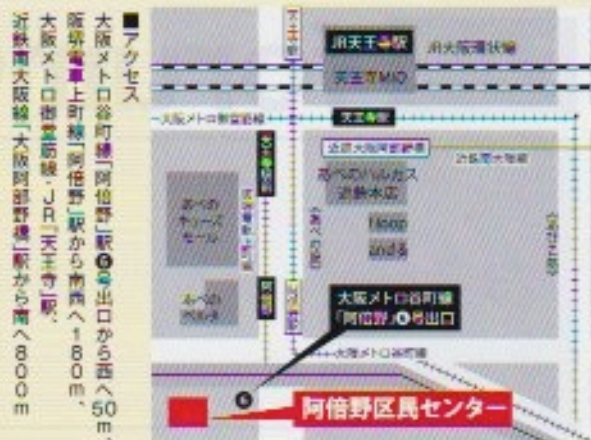 ■アクセス
大阪メトロ谷町線「阿倍野」駅❻号出口から西へ50m、
阪堺電車上町線「阿倍野」駅から南西へ180m、
大阪メトロ御堂筋線・JR「天王寺」駅、
近鉄南大阪線「大阪阿部野橋」駅から南へ800m
JR天王寺駅
JR大阪環状線
天王寺MIO
大阪メトロ御堂筋線
天王寺駅
近鉄大阪阿部野橋
近鉄南大阪線
あべのハルカス
近鉄本店
天王寺駅前
あべの
キューズ
モール
Hoop
and&
あべの
ベルタ
阿倍野
大阪メトロ谷町線
「阿倍野」❻号出口
大阪メトロ谷町線
❻
阿倍野区民センター